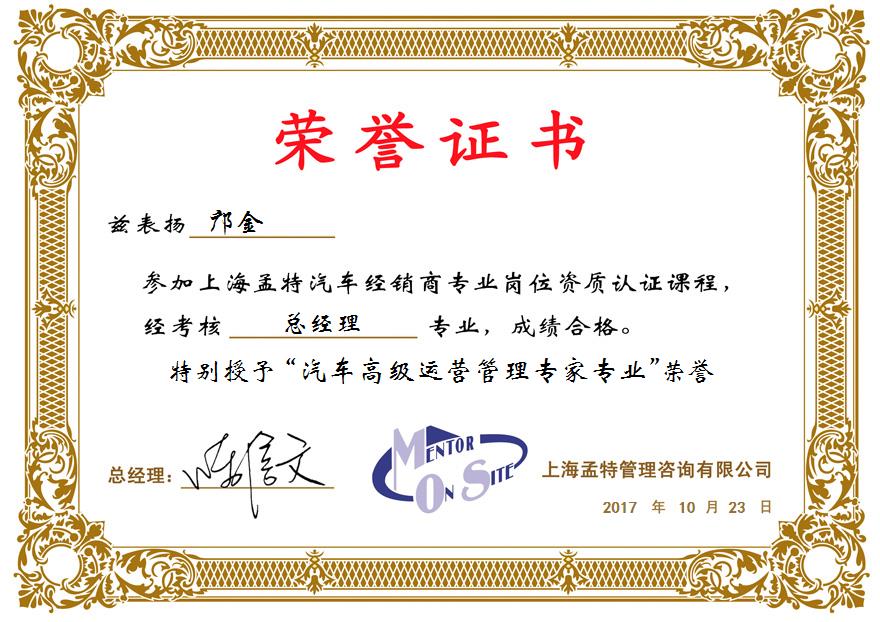 荣誉证书
兹表扬 邝金
参加上海孟特汽车经销商专业岗位资质认证课程，
经考核 总经理 专业，成绩合格。
特别授予“汽车高级运营管理专家专业”荣誉
总经理：
MENTOR
ON SITE
上海孟特管理咨询有限公司
2017 年 10 月 23 日